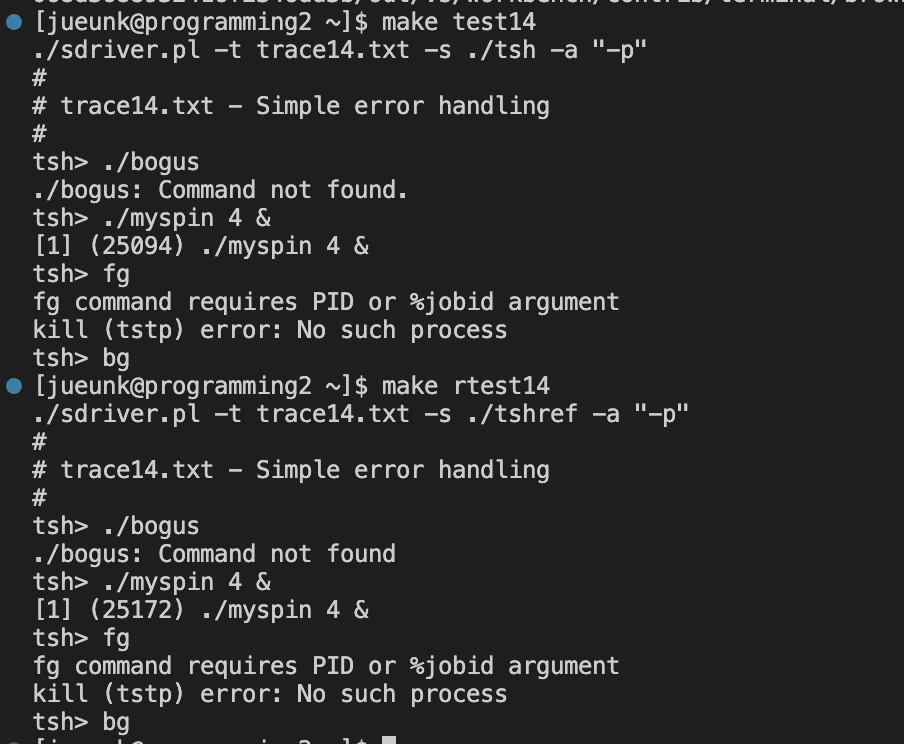 [jueunk@programming2 ~]$ make test14
./sdriver.pl -t trace14.txt -s ./tsh -a "-p"
#
# trace14.txt - Simple error handling
#
tsh> ./bogus
./bogus: Command not found.
tsh> ./myspin 4 &
[1] (25094) ./myspin 4 &
tsh> fg
fg command requires PID or %jobid argument
kill (tstp) error: No such process
tsh> bg
[jueunk@programming2 ~]$ make rtest14
./sdriver.pl -t trace14.txt -s ./tshref -a "-p"
#
# trace14.txt - Simple error handling
#
tsh> ./bogus
./bogus: Command not found
tsh> ./myspin 4 &
[1] (25172) ./myspin 4 &
tsh> fg
fg command requires PID or %jobid argument
kill (tstp) error: No such process
tsh> bg